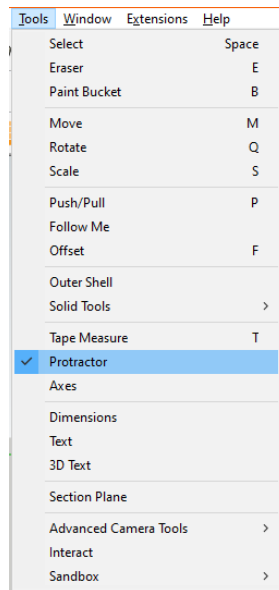 Tools Window Extensions Help
Select Space
Eraser E
Paint Bucket B
Move M
Rotate Q
Scale S
Push/Pull P
Follow Me
Offset F
Outer Shell
Solid Tools
Tape Measure T
Protractor
Axes
Dimensions
Text
3D Text
Section Plane
Advanced Camera Tools
Interact
Sandbox